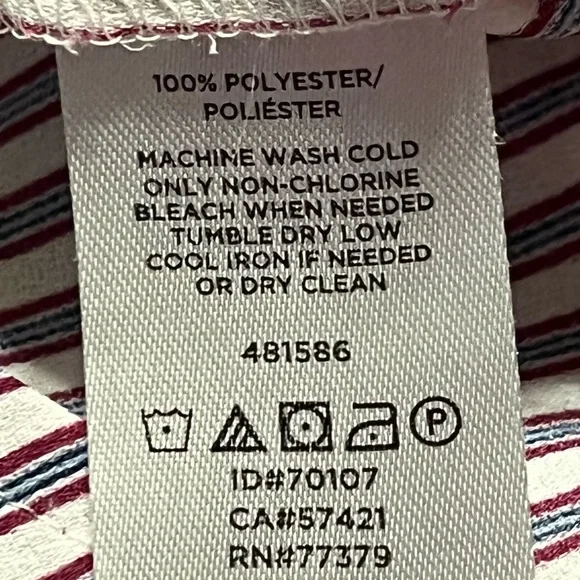 100% POLYESTER/
POLIÉSTER
MACHINE WASH COLD
ONLY NON-CHLORINE
BLEACH WHEN NEEDED
TUMBLE DRY LOW
COOL IRON IF NEEDED
OR DRY CLEAN
481586
P
ID#70107
CA#57421
RN#77379